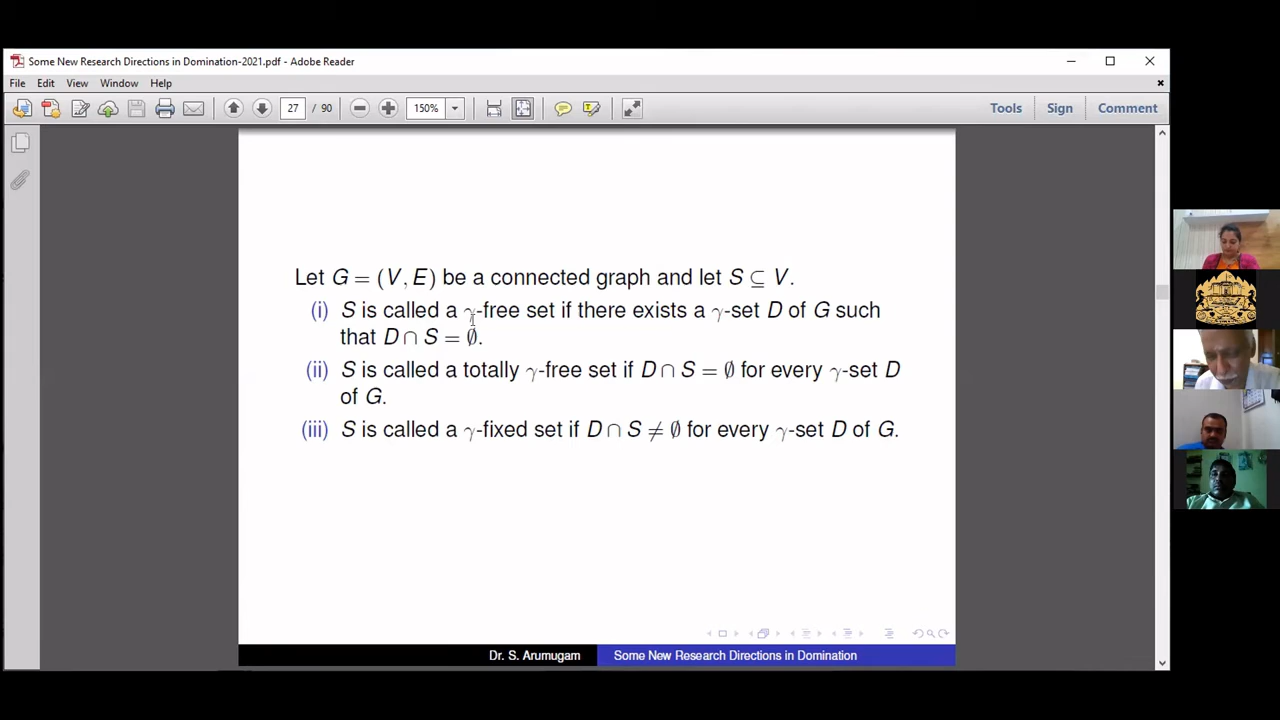 Some New Research Directions in Domination-2021.pdf - Adobe Reader
File Edit View Window Help
27 / 90 150% Tools Sign Comment
Let G = (V, E) be a connected graph and let S ⊆ V.
(i) S is called a γ-free set if there exists a γ-set D of G such
that D ∩ S = ∅.
(ii) S is called a totally γ-free set if D ∩ S = ∅ for every γ-set D
of G.
(iii) S is called a γ-fixed set if D ∩ S ≠ ∅ for every γ-set D of G.
Dr. S. Arumugam Some New Research Directions in Domination